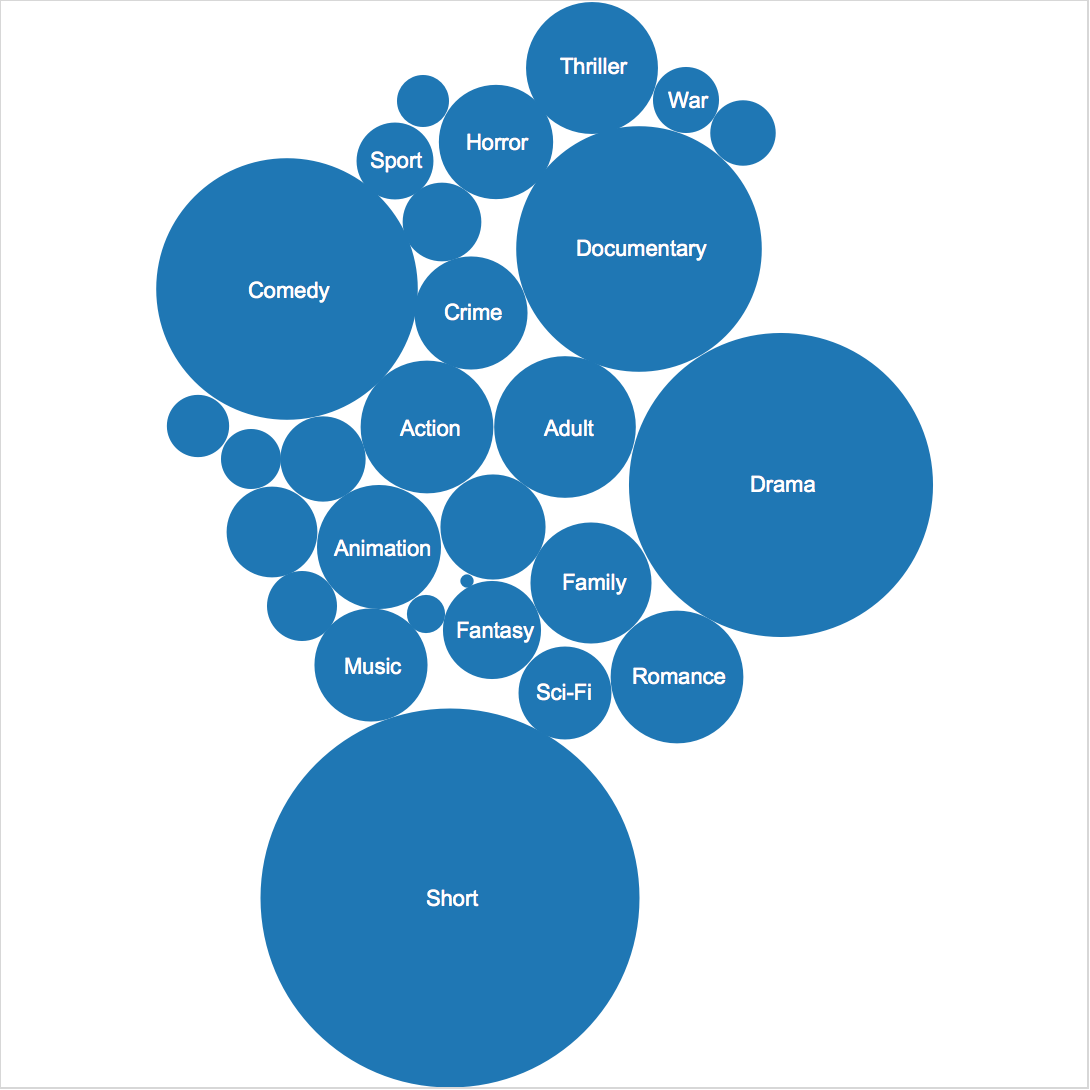 Thriller
War
Horror
Sport
Documentary
Comedy
Crime
Action
Adult
Drama
Animation
Family
Fantasy
Music
Romance
Sci-Fi
Short